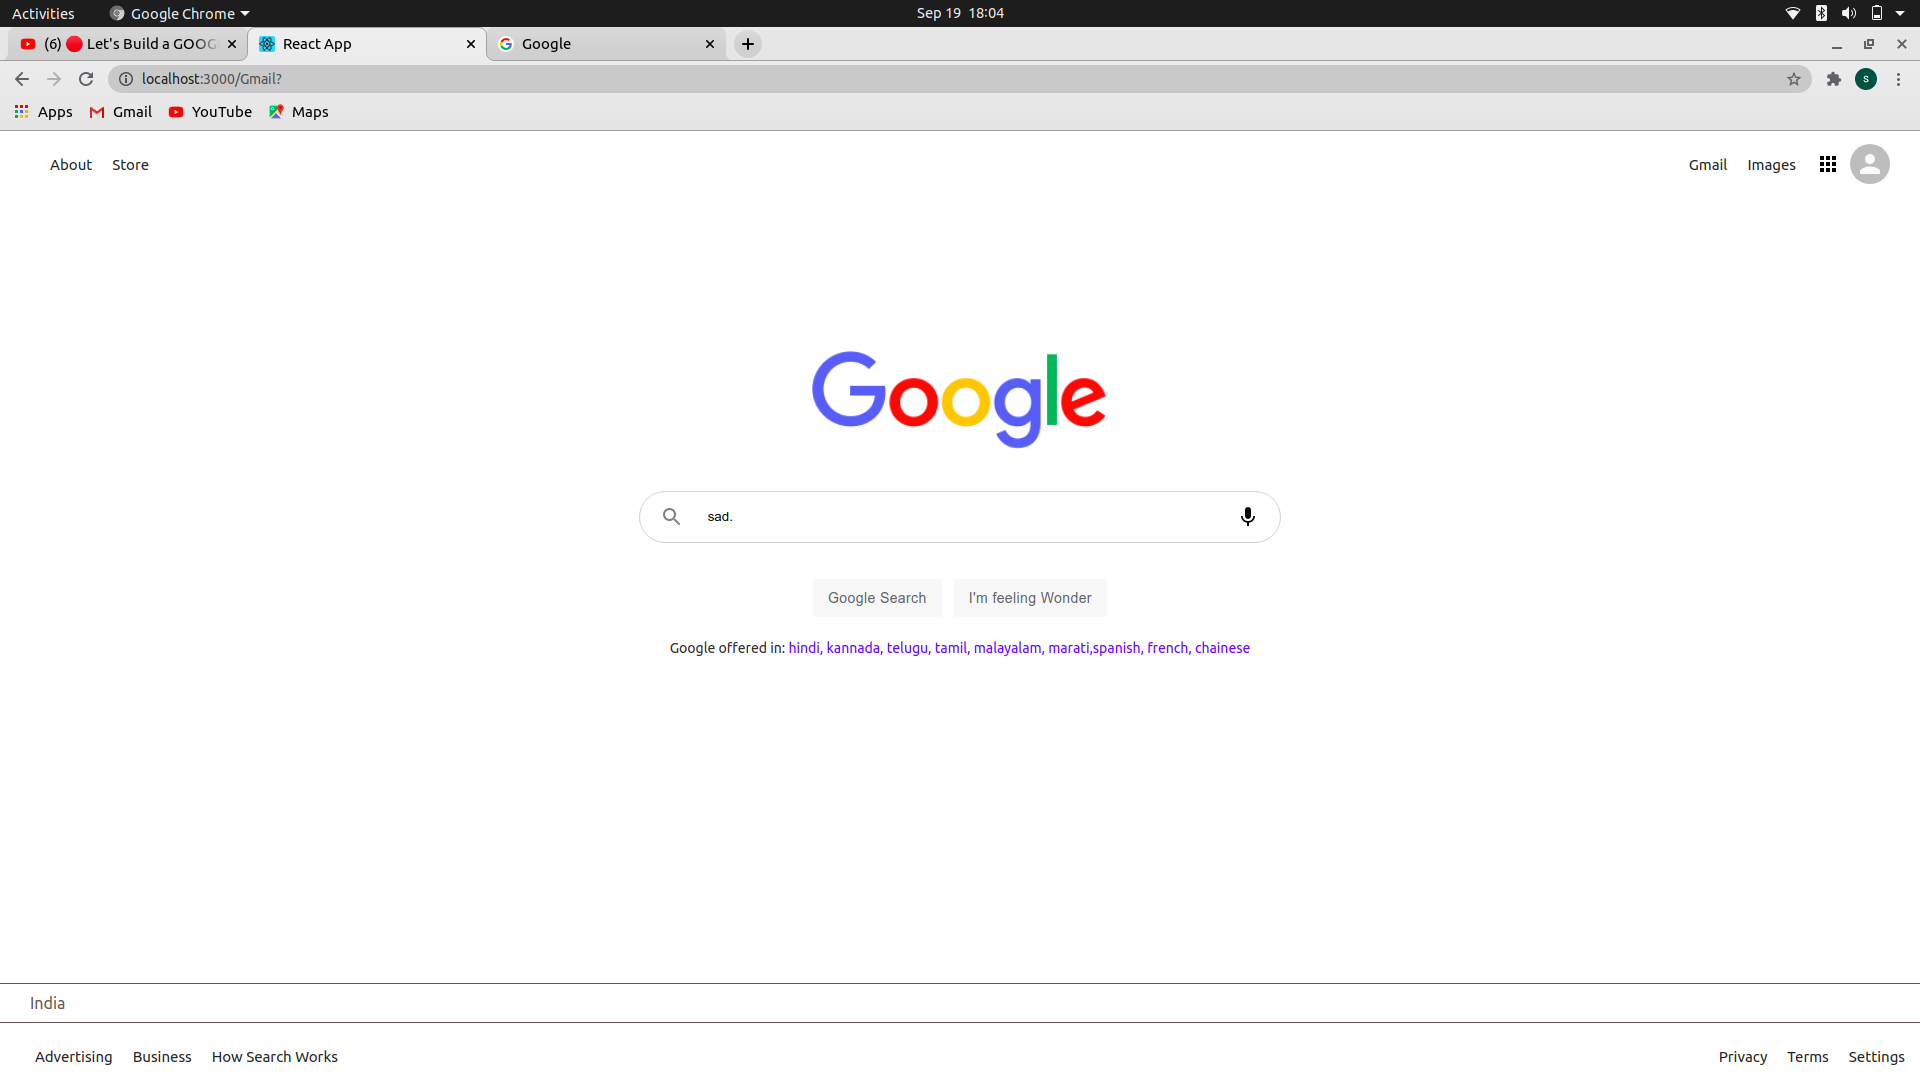 Activities Google Chrome Sep 19 18:04
(6) Let's Build a GOOG React App Google
localhost:3000/Gmail? s
Apps Gmail YouTube Maps
About Store Gmail Images
Google
sad.
Google Search I'm feeling Wonder
Google offered in: hindi, kannada, telugu, tamil, malayalam, marati,spanish, french, chainese
India
Advertising Business How Search Works Privacy Terms Settings